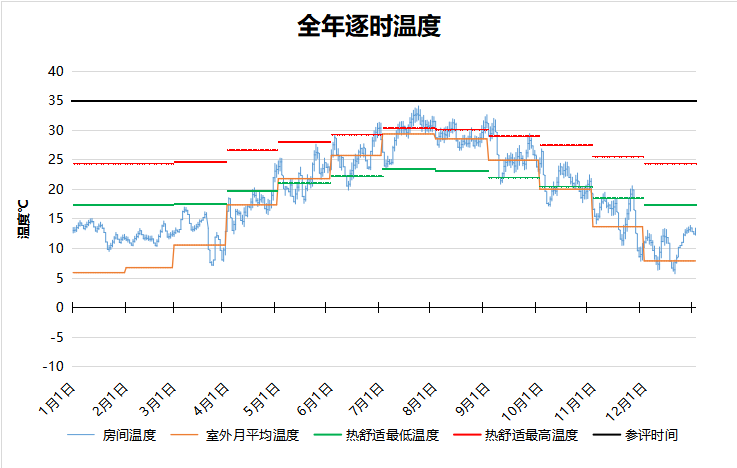 全年逐时温度
温度℃
40
35
30
25
20
15
10
5
0
-5
-10
1月1日
2月1日
3月1日
4月1日
5月1日
6月1日
7月1日
8月1日
9月1日
10月1日
11月1日
12月1日
房间温度 室外月平均温度 热舒适最低温度 热舒适最高温度 参评时间